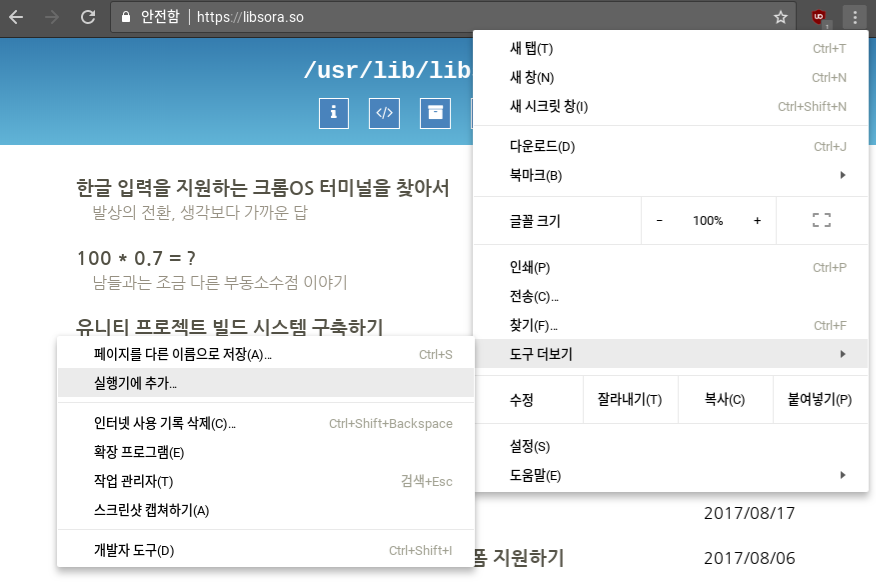 안전함 | https://libsora.so
/usr/lib/lib
한글 입력을 지원하는 크롬OS 터미널을 찾아서
발상의 전환, 생각보다 가까운 답
100 * 0.7 = ?
남들과는 조금 다른 부동소수점 이야기
유니티 프로젝트 빌드 시스템 구축하기
새 탭(T) Ctrl+T
새 창(N) Ctrl+N
새 시크릿 창(I) Ctrl+Shift+N
다운로드(D) Ctrl+J
북마크(B)
글꼴 크기 − 100% +
인쇄(P) Ctrl+P
전송(C)...
찾기(F)... Ctrl+F
도구 더보기
수정 잘라내기(T) 복사(C) 붙여넣기(P)
설정(S)
도움말(E)
페이지를 다른 이름으로 저장(A)... Ctrl+S
실행기에 추가...
인터넷 사용 기록 삭제(C)... Ctrl+Shift+Backspace
확장 프로그램(E)
작업 관리자(T) 검색+Esc
스크린샷 캡쳐하기(A)
개발자 도구(D) Ctrl+Shift+I
2017/08/17
폼 지원하기 2017/08/06